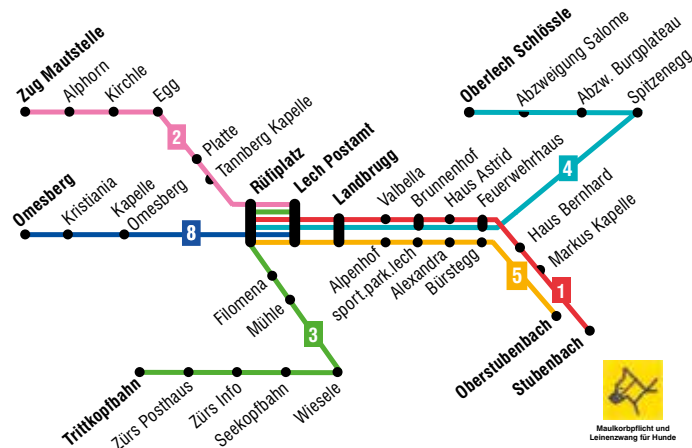 Zug Mautstelle
Alphorn
Kirchle
Egg
2
Platte
Tannberg Kapelle
Rüfiplatz
Lech Postamt
Landbrugg
Valbella
Brunnenhof
Haus Astrid
Feuerwehrhaus
Oberlech Schlössle
Abzweigung Salome
Abzw. Burgplateau
Spitzenegg
4
Omesberg
Kristiania
Kapelle
Omesberg
8
Haus Bernhard
Markus Kapelle
Alpenhof
sport.park.lech
Alexandra
Bürstegg
5
1
Oberstubenbach
Stubenbach
Filomena
Mühle
3
Trittkopfbahn
Zürs Posthaus
Zürs Info
Seekopfbahn
Wiesele
Maulkorbpflicht und
Leinenzwang für Hunde